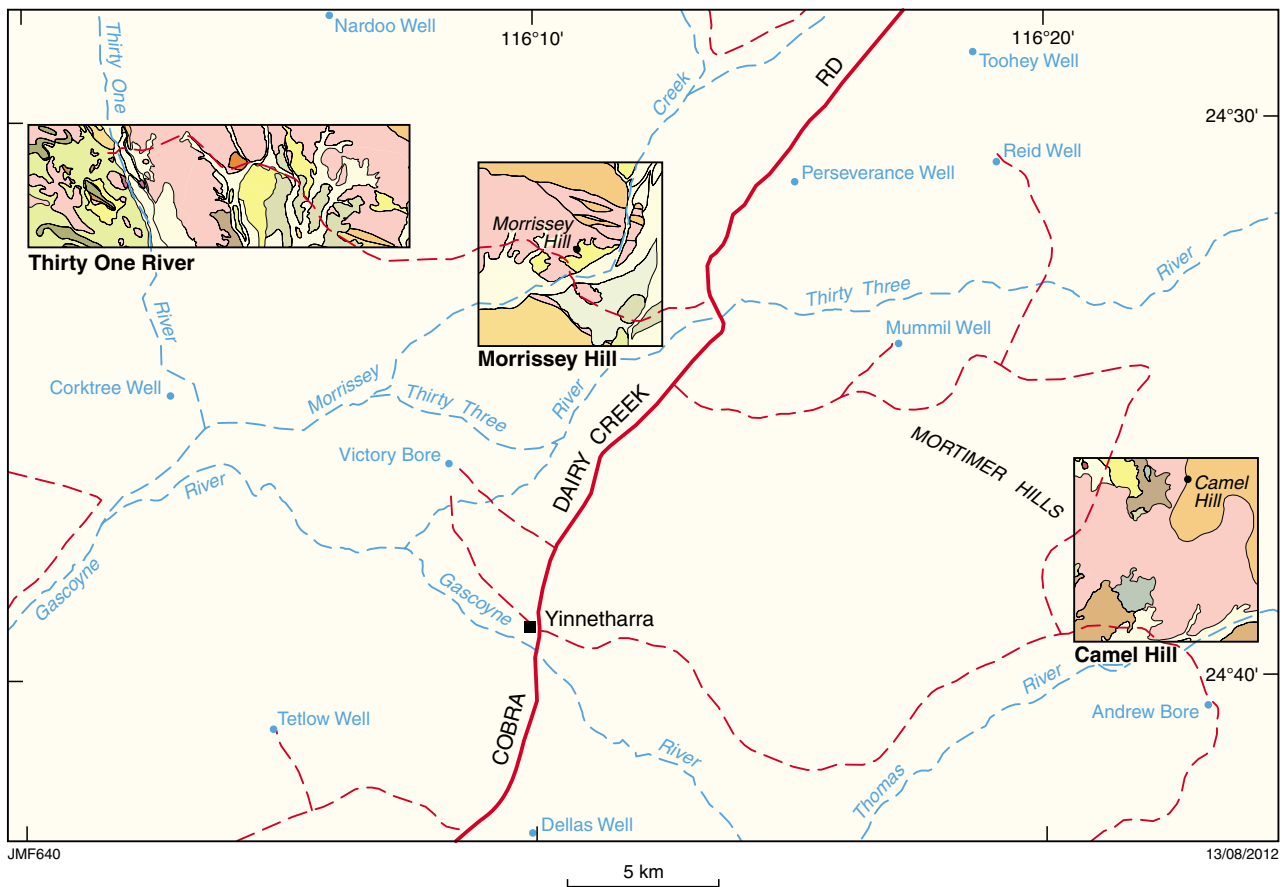 Nardoo Well
116°10'
116°20'
Toohey Well
Thirty One
Creek
RD
24°30'
Reid Well
Perseverance Well
Morrissey
Hill
Thirty One River
River
Thirty Three
River
Mummil Well
Morrissey Hill
Corktree Well
Morrissey
Thirty Three
River
CREEK
DAIRY
MORTIMER HILLS
Victory Bore
River
Camel
Hill
Gascoyne
Gascoyne
Yinnetharra
Camel Hill
24°40'
River
Andrew Bore
Tetlow Well
COBRA
River
Thomas
Dellas Well
JMF640
13/08/2012
5 km